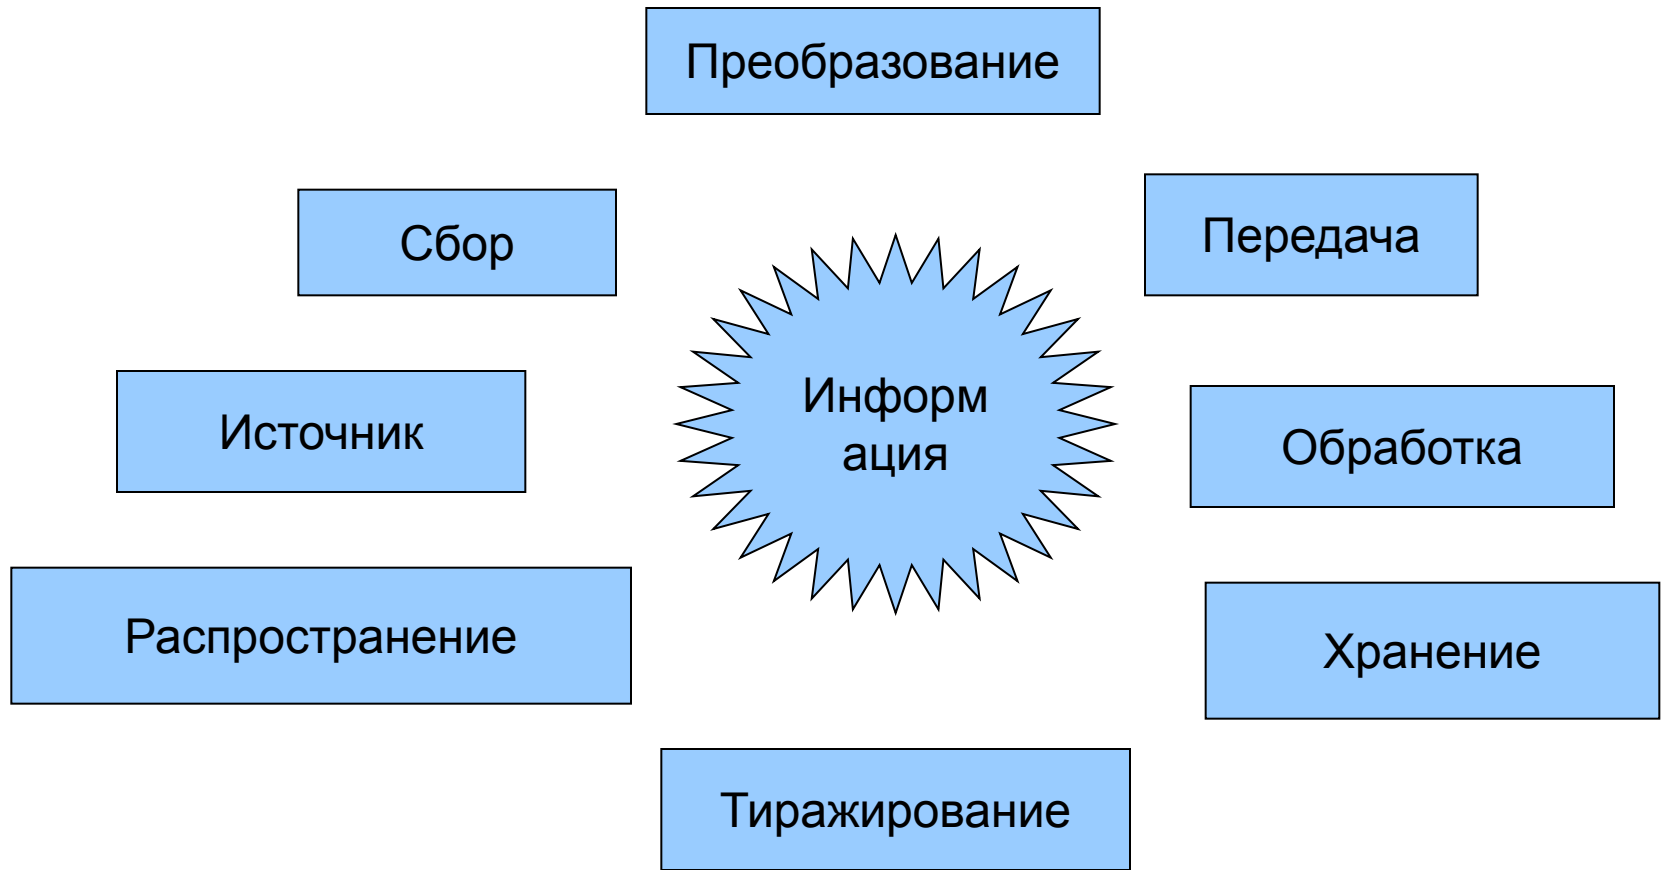 Преобразование
Сбор
Передача
Информ
ация
Источник
Обработка
Распространение
Хранение
Тиражирование